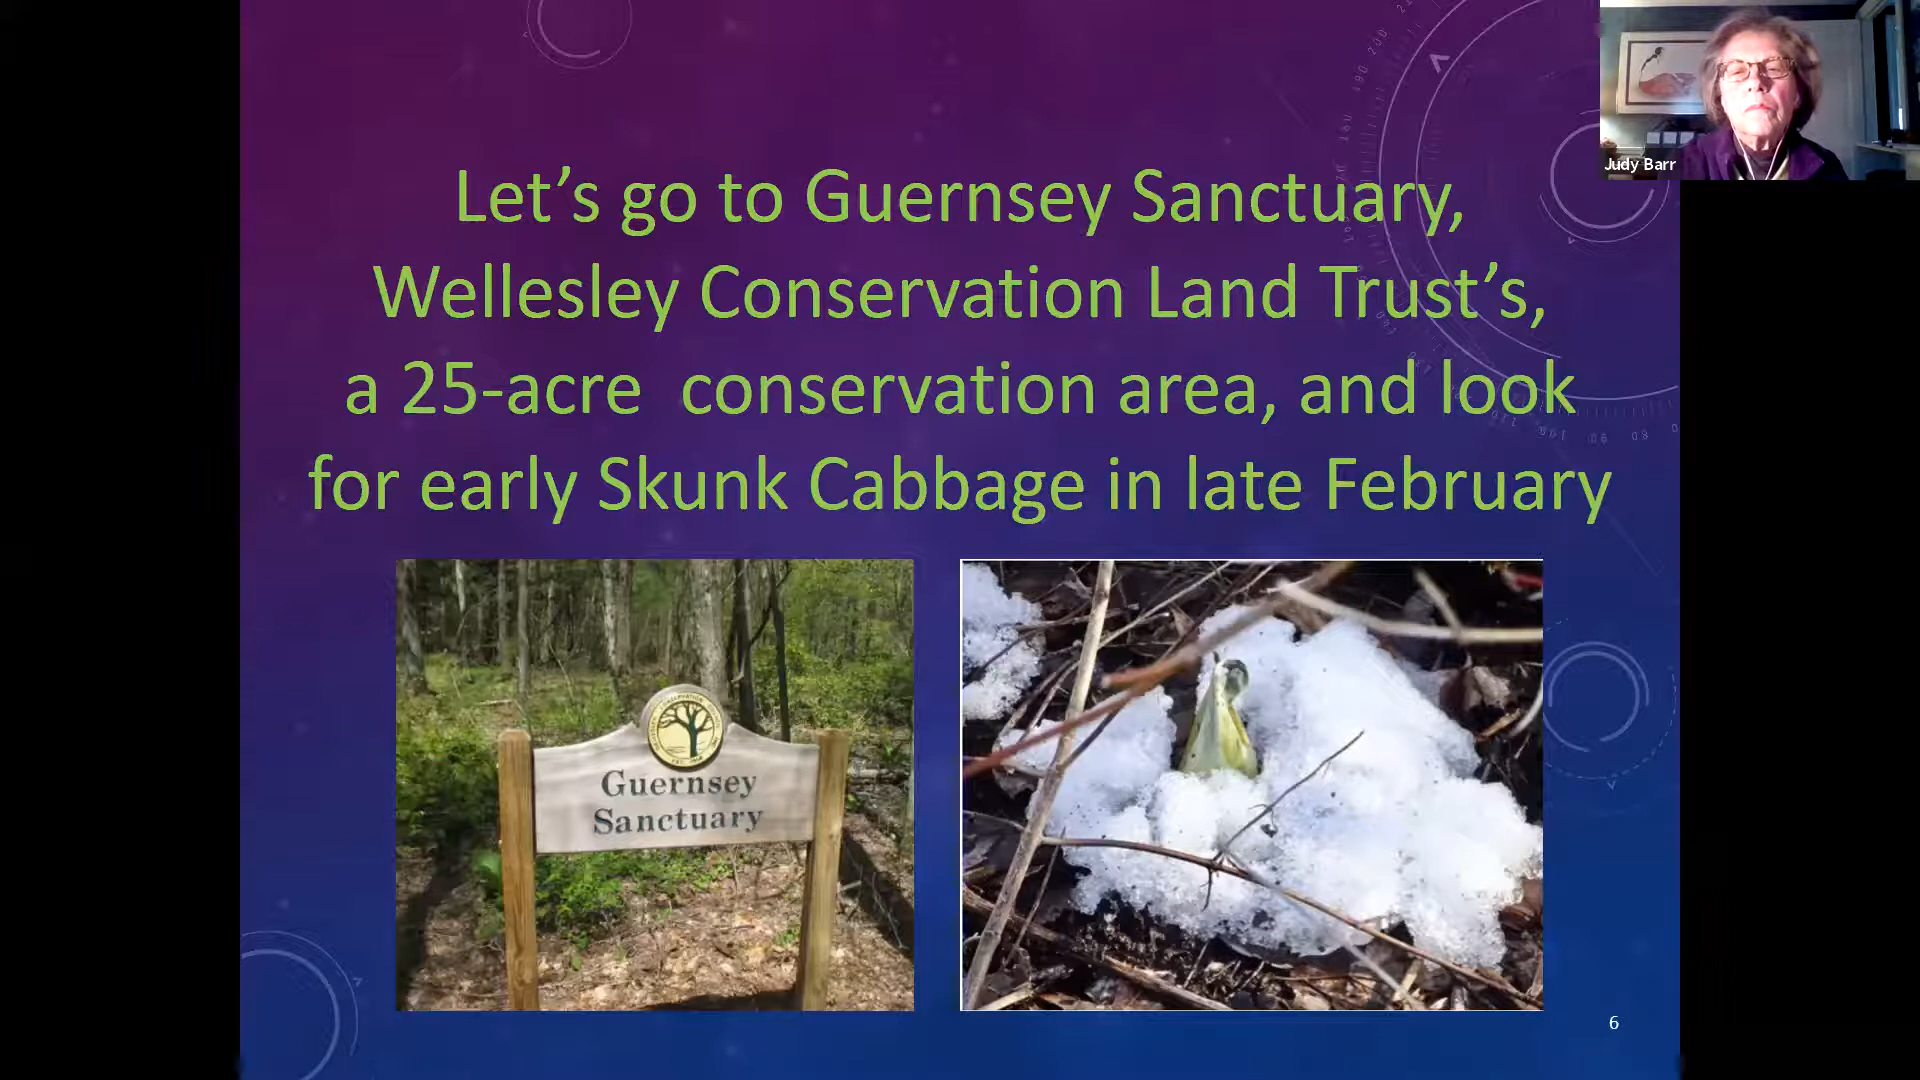 Let’s go to Guernsey Sanctuary,
Wellesley Conservation Land Trust’s,
a 25-acre  conservation area, and look
for early Skunk Cabbage in late February
Judy Barr
Guernsey
Sanctuary
6